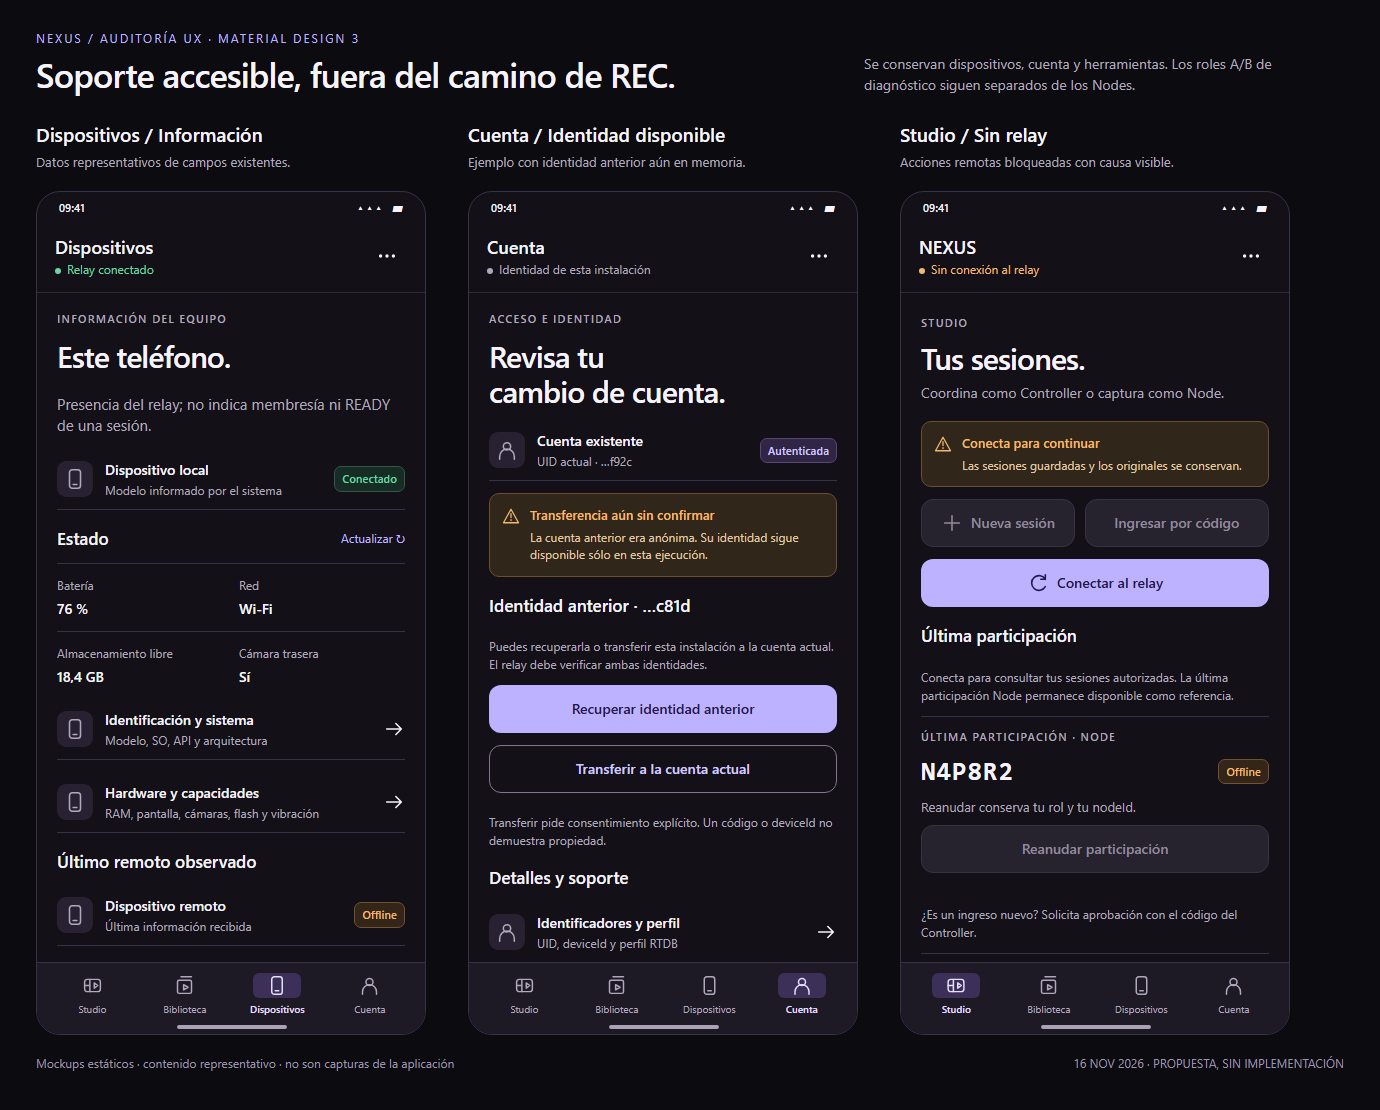 NEXUS / AUDITORÍA UX · MATERIAL DESIGN 3
Soporte accesible, fuera del camino de REC.
Se conservan dispositivos, cuenta y herramientas. Los roles A/B de
diagnóstico siguen separados de los Nodes.
Dispositivos / Información
Datos representativos de campos existentes.
09:41
Dispositivos
Relay conectado
INFORMACIÓN DEL EQUIPO
Este teléfono.
Presencia del relay; no indica membresía ni READY
de una sesión.
Dispositivo local
Modelo informado por el sistema
Conectado
Estado
Actualizar ↻
Batería
Red
76 %
Wi-Fi
Almacenamiento libre
Cámara trasera
18,4 GB
Sí
Identificación y sistema
Modelo, SO, API y arquitectura
Hardware y capacidades
RAM, pantalla, cámaras, flash y vibración
Último remoto observado
Dispositivo remoto
Última información recibida
Offline
Studio
Biblioteca
Dispositivos
Cuenta
Cuenta / Identidad disponible
Ejemplo con identidad anterior aún en memoria.
09:41
Cuenta
Identidad de esta instalación
ACCESO E IDENTIDAD
Revisa tu
cambio de cuenta.
Cuenta existente
UID actual · …f92c
Autenticada
Transferencia aún sin confirmar
La cuenta anterior era anónima. Su identidad sigue
disponible sólo en esta ejecución.
Identidad anterior · …c81d
Puedes recuperarla o transferir esta instalación a la cuenta actual.
El relay debe verificar ambas identidades.
Recuperar identidad anterior
Transferir a la cuenta actual
Transferir pide consentimiento explícito. Un código o deviceId no
demuestra propiedad.
Detalles y soporte
Identificadores y perfil
UID, deviceId y perfil RTDB
Studio
Biblioteca
Dispositivos
Cuenta
Studio / Sin relay
Acciones remotas bloqueadas con causa visible.
09:41
NEXUS
Sin conexión al relay
STUDIO
Tus sesiones.
Coordina como Controller o captura como Node.
Conecta para continuar
Las sesiones guardadas y los originales se conservan.
Nueva sesión
Ingresar por código
Conectar al relay
Última participación
Conecta para consultar tus sesiones autorizadas. La última
participación Node permanece disponible como referencia.
ÚLTIMA PARTICIPACIÓN · NODE
N4P8R2
Offline
Reanudar conserva tu rol y tu nodeId.
Reanudar participación
¿Es un ingreso nuevo? Solicita aprobación con el código del
Controller.
Studio
Biblioteca
Dispositivos
Cuenta
Mockups estáticos · contenido representativo · no son capturas de la aplicación
16 NOV 2026 · PROPUESTA, SIN IMPLEMENTACIÓN